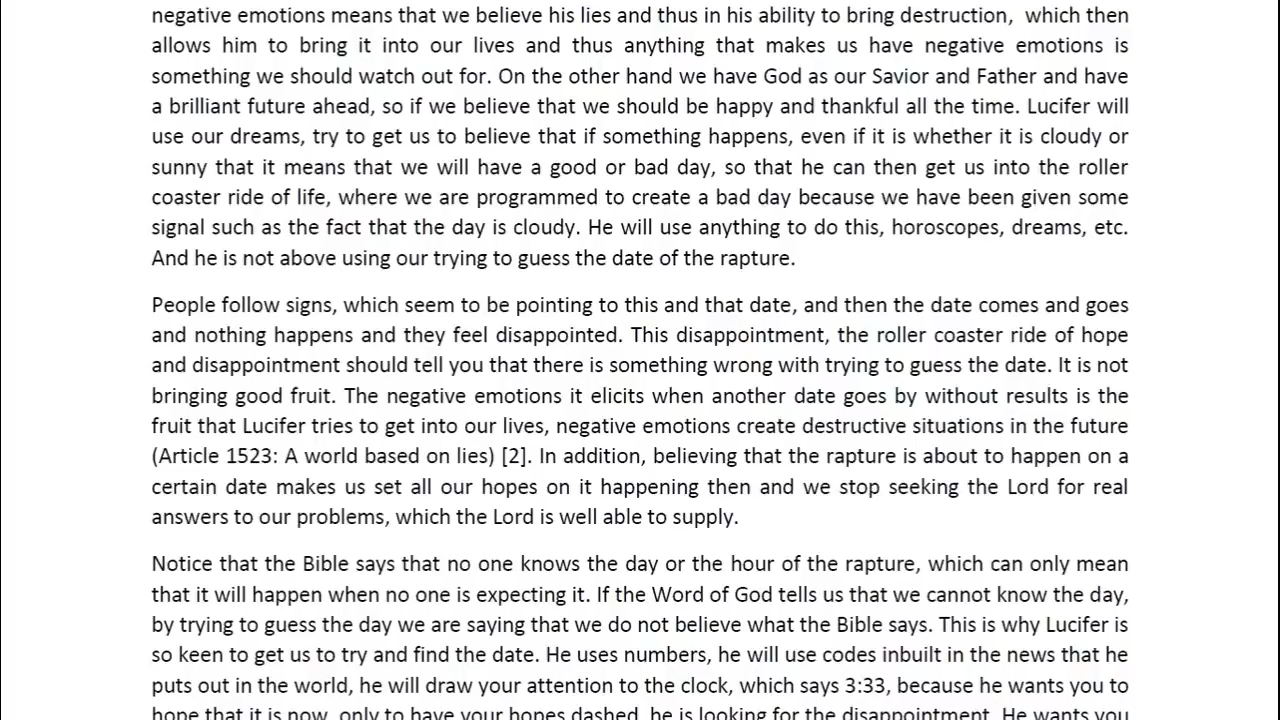 negative emotions means that we believe his lies and thus in his ability to bring destruction,  which then
allows him to bring it into our lives and thus anything that makes us have negative emotions is
something we should watch out for. On the other hand we have God as our Savior and Father and have
a brilliant future ahead, so if we believe that we should be happy and thankful all the time. Lucifer will
use our dreams, try to get us to believe that if something happens, even if it is whether it is cloudy or
sunny that it means that we will have a good or bad day, so that he can then get us into the roller
coaster ride of life, where we are programmed to create a bad day because we have been given some
signal such as the fact that the day is cloudy. He will use anything to do this, horoscopes, dreams, etc.
And he is not above using our trying to guess the date of the rapture.
People follow signs, which seem to be pointing to this and that date, and then the date comes and goes
and nothing happens and they feel disappointed. This disappointment, the roller coaster ride of hope
and disappointment should tell you that there is something wrong with trying to guess the date. It is not
bringing good fruit. The negative emotions it elicits when another date goes by without results is the
fruit that Lucifer tries to get into our lives, negative emotions create destructive situations in the future
(Article 1523: A world based on lies) [2]. In addition, believing that the rapture is about to happen on a
certain date makes us set all our hopes on it happening then and we stop seeking the Lord for real
answers to our problems, which the Lord is well able to supply.
Notice that the Bible says that no one knows the day or the hour of the rapture, which can only mean
that it will happen when no one is expecting it. If the Word of God tells us that we cannot know the day,
by trying to guess the day we are saying that we do not believe what the Bible says. This is why Lucifer is
so keen to get us to try and find the date. He uses numbers, he will use codes inbuilt in the news that he
puts out in the world, he will draw your attention to the clock, which says 3:33, because he wants you to
hope that it is now, only to have your hopes dashed, he is looking for the disappointment. He wants you